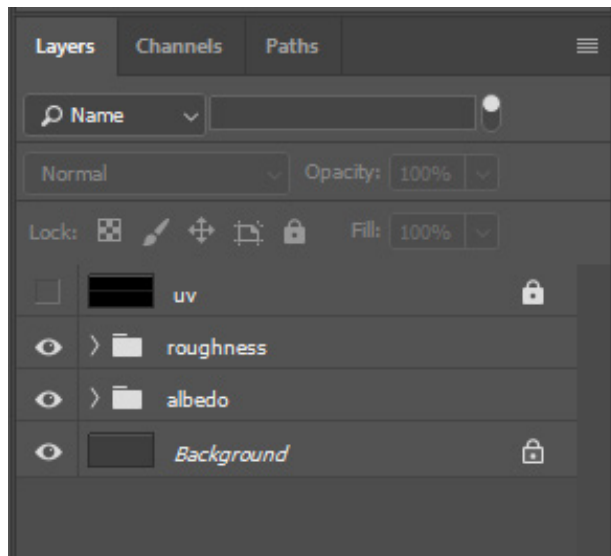 Layers Channels Paths
Name
Normal Opacity: 100%
Lock: Fill: 100%
uv
roughness
albedo
Background